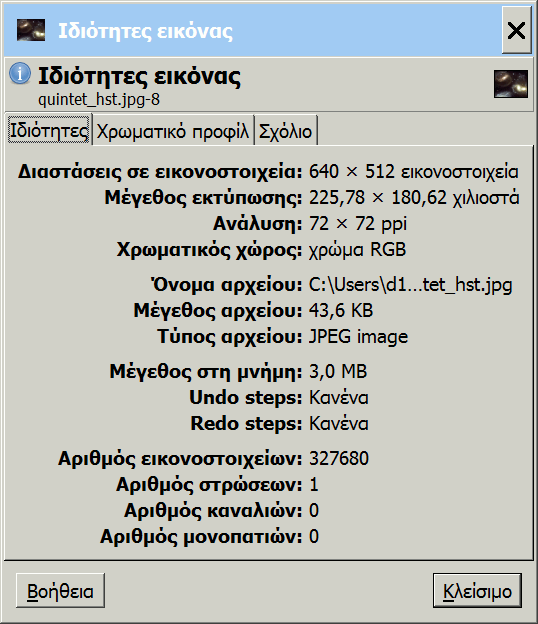 Ιδιότητες εικόνας
Ιδιότητες εικόνας
quintet_hst.jpg-8
Ιδιότητες Χρωματικό προφίλ Σχόλιο
Διαστάσεις σε εικονοστοιχεία: 640 × 512 εικονοστοιχεία
Μέγεθος εκτύπωσης: 225,78 × 180,62 χιλιοστά
Ανάλυση: 72 × 72 ppi
Χρωματικός χώρος: χρώμα RGB
Όνομα αρχείου: C:\Users\d1...tet_hst.jpg
Μέγεθος αρχείου: 43,6 KB
Τύπος αρχείου: JPEG image
Μέγεθος στη μνήμη: 3,0 MB
Undo steps: Κανένα
Redo steps: Κανένα
Αριθμός εικονοστοιχείων: 327680
Αριθμός στρώσεων: 1
Αριθμός καναλιών: 0
Αριθμός μονοπατιών: 0
Βοήθεια Κλείσιμο